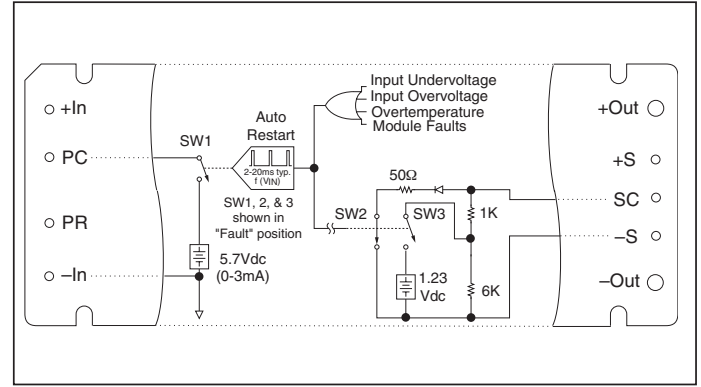 +In
PC
PR
–In
SW1
Auto
Restart
2-20ms typ.
f (VIN)
SW1, 2, & 3
shown in
"Fault" position
5.7Vdc
(0-3mA)
Input Undervoltage
Input Overvoltage
Overtemperature
Module Faults
50Ω
SW2
SW3
1K
1.23
Vdc
6K
+Out
+S
SC
–S
–Out